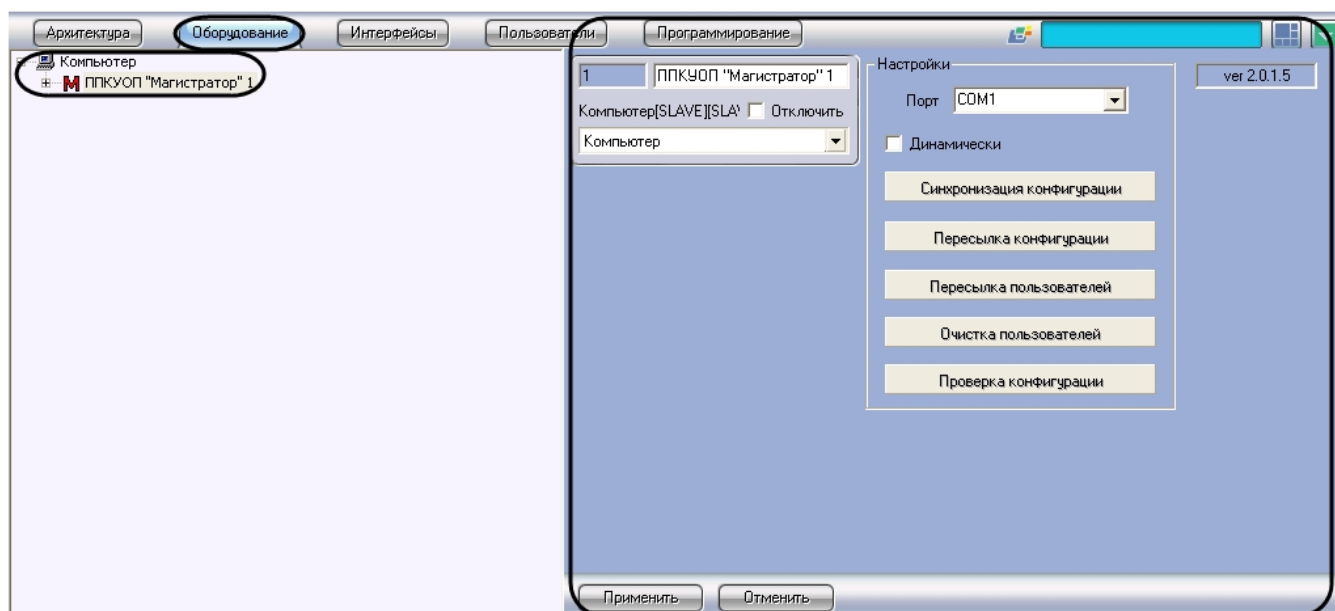 Архитектура Оборудование Интерфейсы Пользователи Программирование
Компьютер
ППКУОП "Магистратор" 1
1 ППКУОП "Магистратор" 1
Компьютер[SLAVE][SLA Отключить
Компьютер
Настройки
Порт COM1
Динамически
Синхронизация конфигурации
Пересылка конфигурации
Пересылка пользователей
Очистка пользователей
Проверка конфигурации
ver 2.0.1.5
Применить Отменить